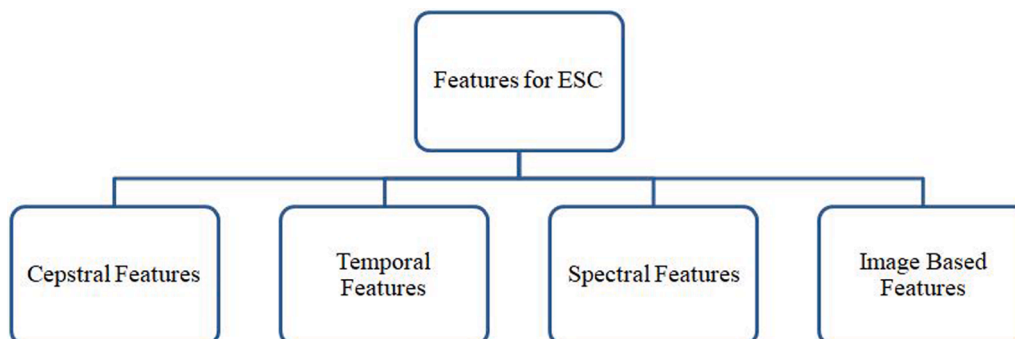 Features for ESC
Cepstral Features
Temporal
Features
Spectral Features
Image Based
Features